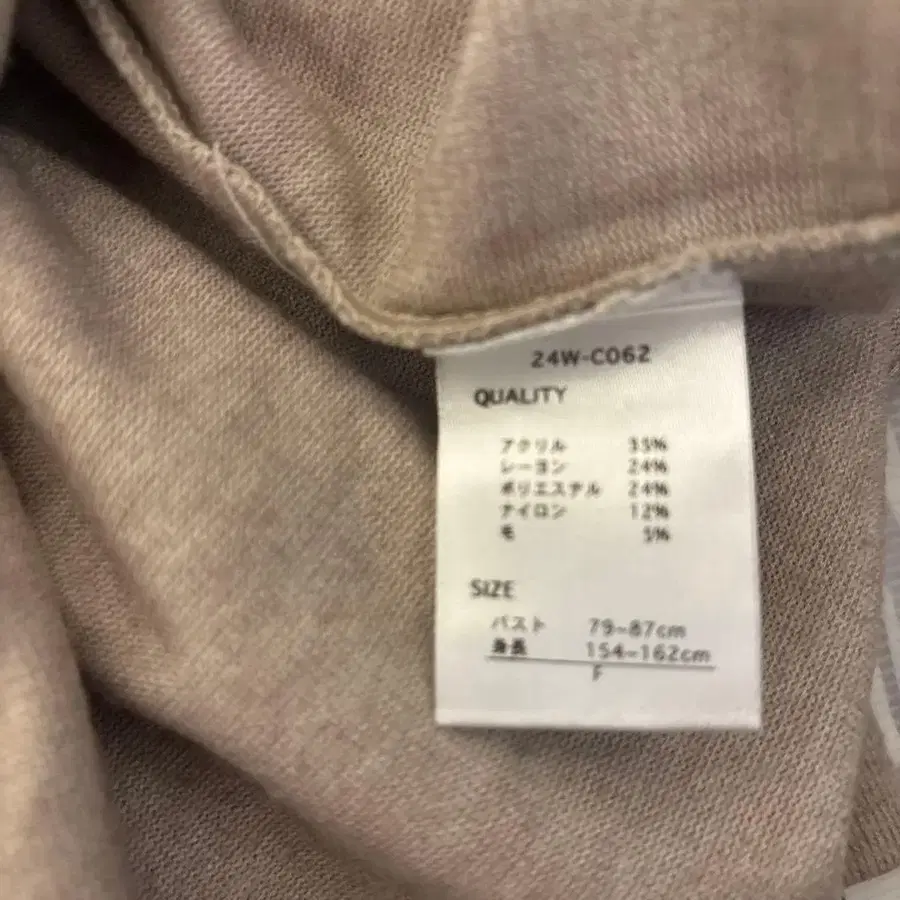 24W-C062
QUALITY
アクリル 35%
レーヨン 24%
ポリエステル 24%
ナイロン 12%
毛 5%
SIZE
バスト 79~87cm
身長 154~162cm
F